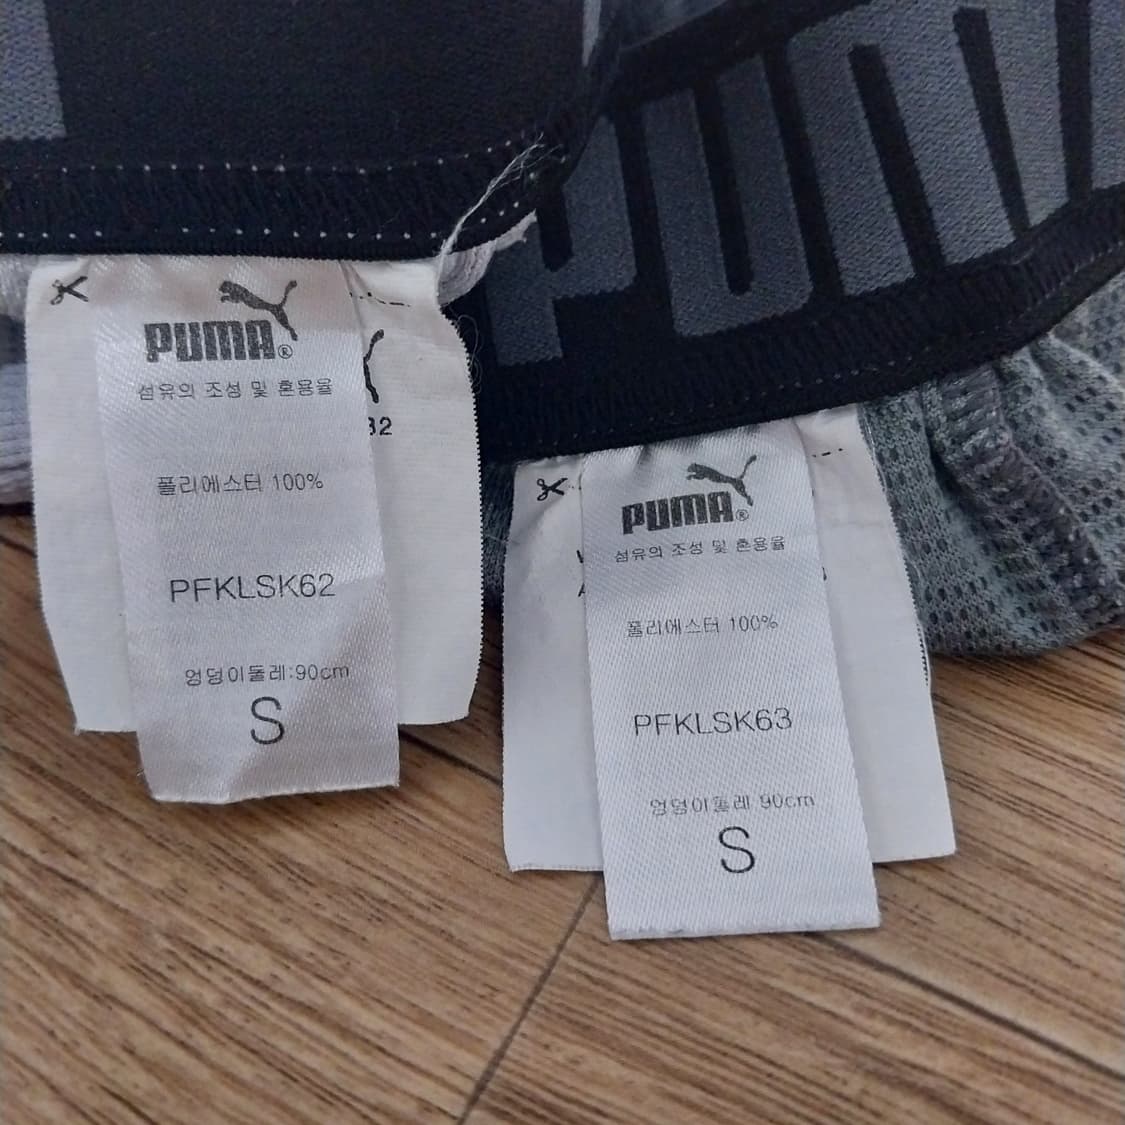 PUMA
PUMA®
섬유의 조성 및 혼용율
폴리에스터 100%
PFKLSK62
엉덩이둘레:90cm
S
PUMA®
섬유의 조성 및 혼용율
폴리에스터 100%
PFKLSK63
엉덩이둘레 90cm
S